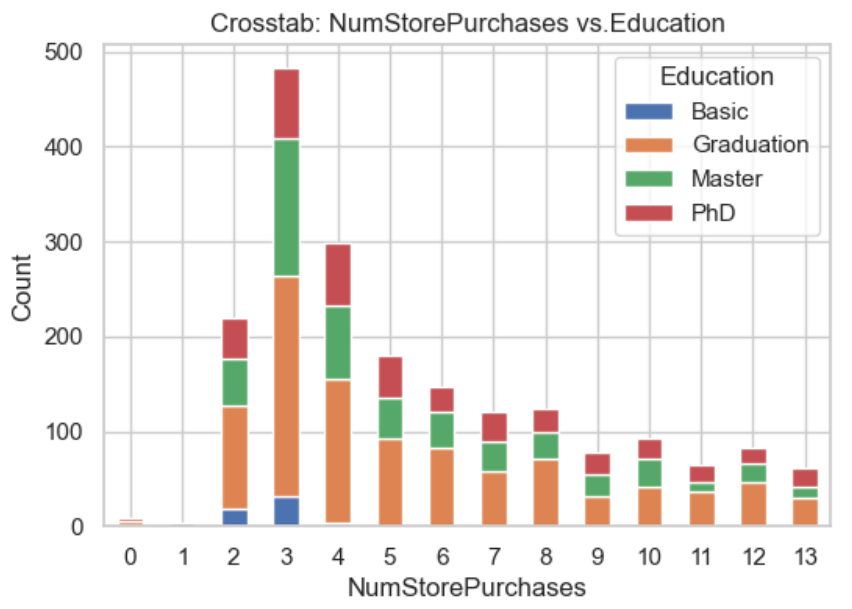 Crosstab: NumStorePurchases vs.Education
500
400
300
200
100
0
Count
Education
Basic
Graduation
Master
PhD
0 1 2 3 4 5 6 7 8 9 10 11 12 13
NumStorePurchases